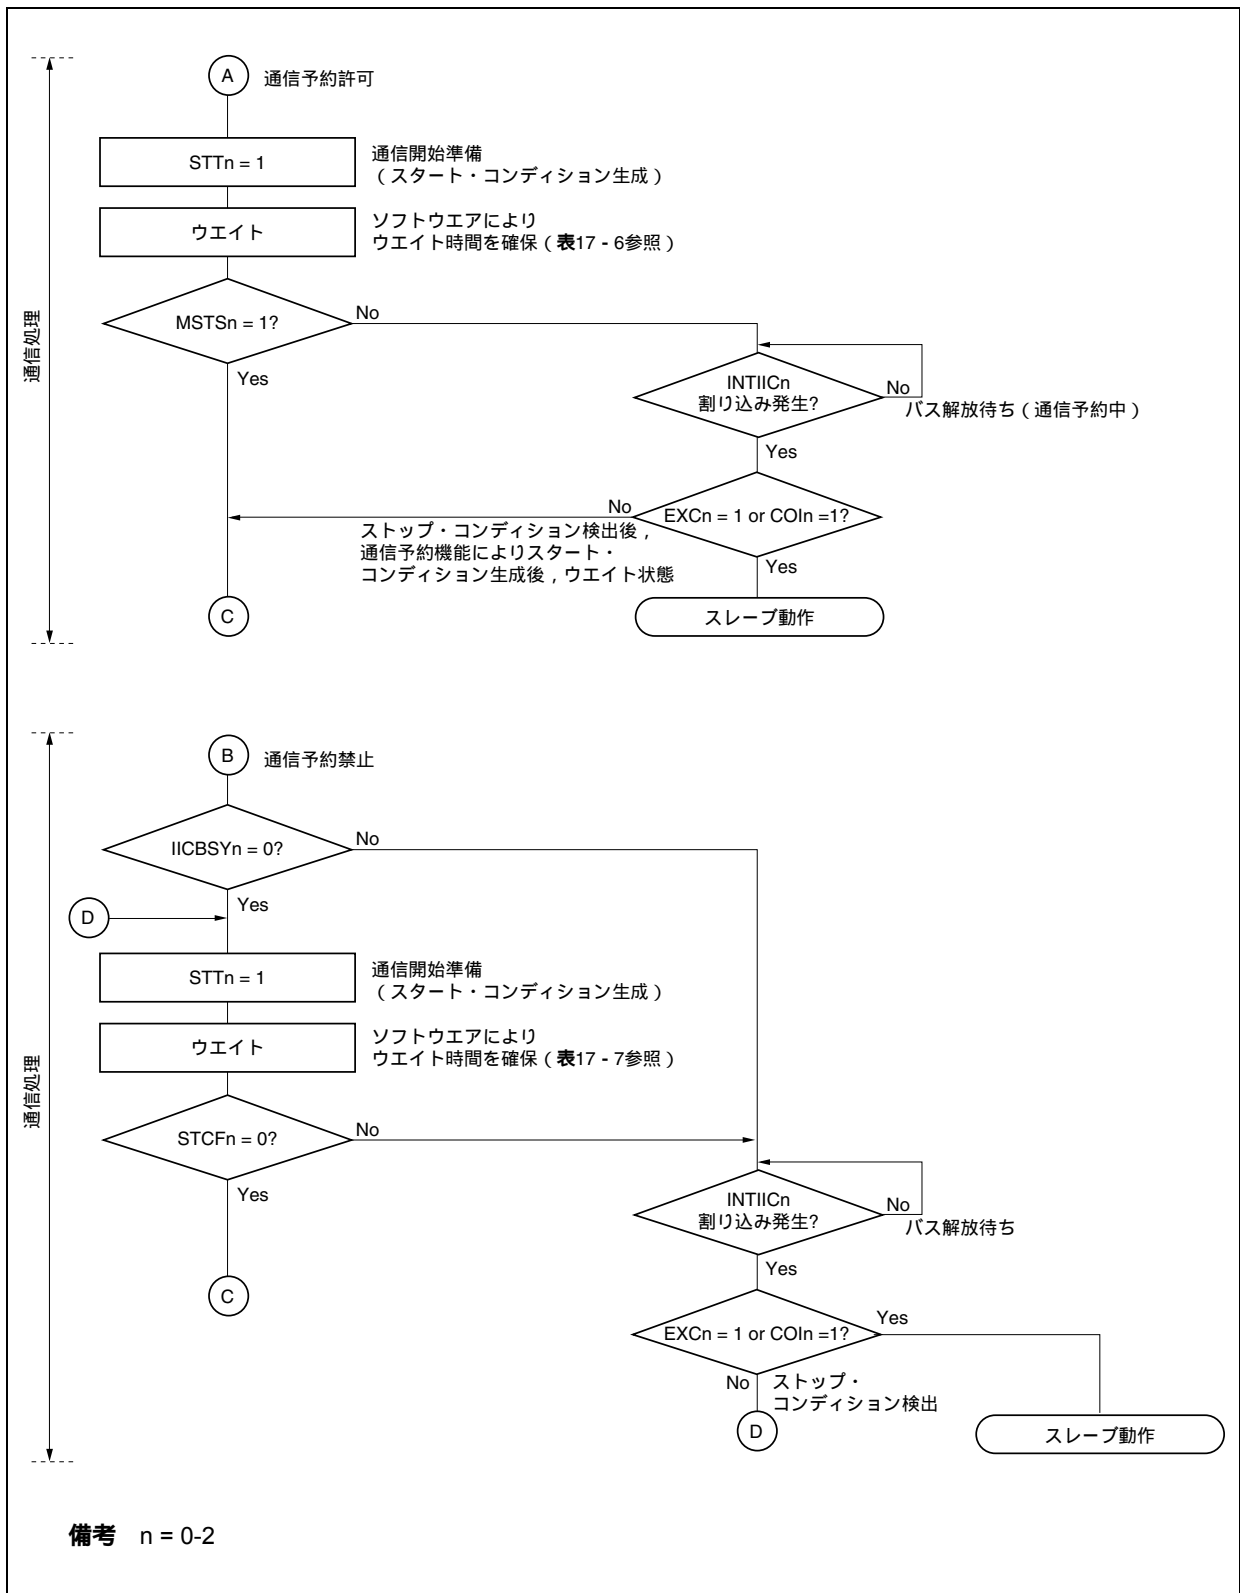 A
通信予約許可
STTn = 1
通信開始準備
(スタート・コンディション生成)
ウエイト
ソフトウエアにより
ウエイト時間を確保(表17 - 6参照)
MSTSn = 1?
No
Yes
INTIICn
割り込み発生?
No
バス解放待ち(通信予約中)
Yes
EXCn = 1 or COIn =1?
No
ストップ・コンディション検出後,
通信予約機能によりスタート・
コンディション生成後,ウエイト状態
Yes
C
スレーブ動作
通信処理
B
通信予約禁止
IICBSYn = 0?
No
Yes
D
STTn = 1
通信開始準備
(スタート・コンディション生成)
ウエイト
ソフトウエアにより
ウエイト時間を確保(表17 - 7参照)
STCFn = 0?
No
Yes
INTIICn
割り込み発生?
No
バス解放待ち
Yes
C
EXCn = 1 or COIn =1?
Yes
No
ストップ・
コンディション検出
D
スレーブ動作
通信処理
備考 n = 0-2